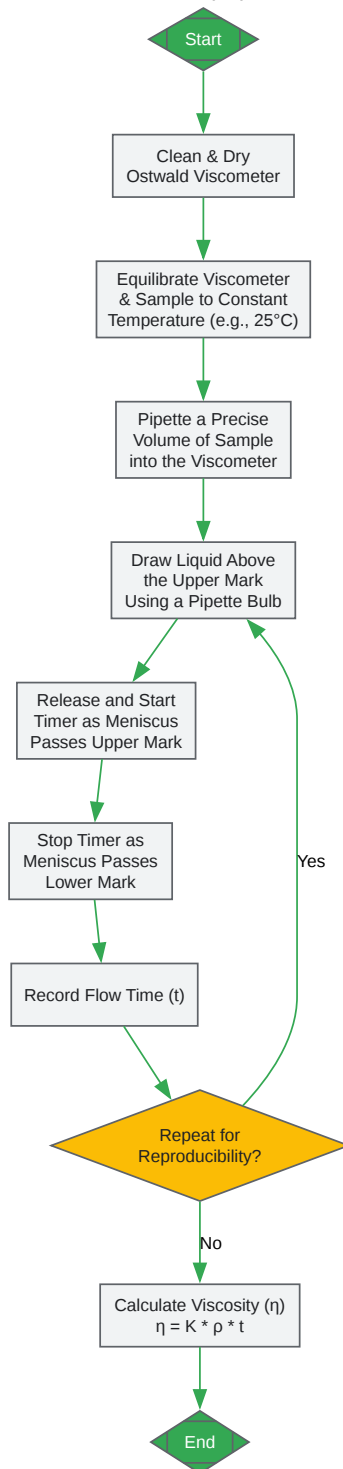 Start
Clean & Dry
Ostwald Viscometer
Equilibrate Viscometer
& Sample to Constant
Temperature (e.g., 25°C)
Pipette a Precise
Volume of Sample
into the Viscometer
Draw Liquid Above
the Upper Mark
Using a Pipette Bulb
Release and Start
Timer as Meniscus
Passes Upper Mark
Stop Timer as
Meniscus Passes
Lower Mark
Yes
Record Flow Time (t)
Repeat for
Reproducibility?
No
Calculate Viscosity (η)
η = K * ρ * t
End